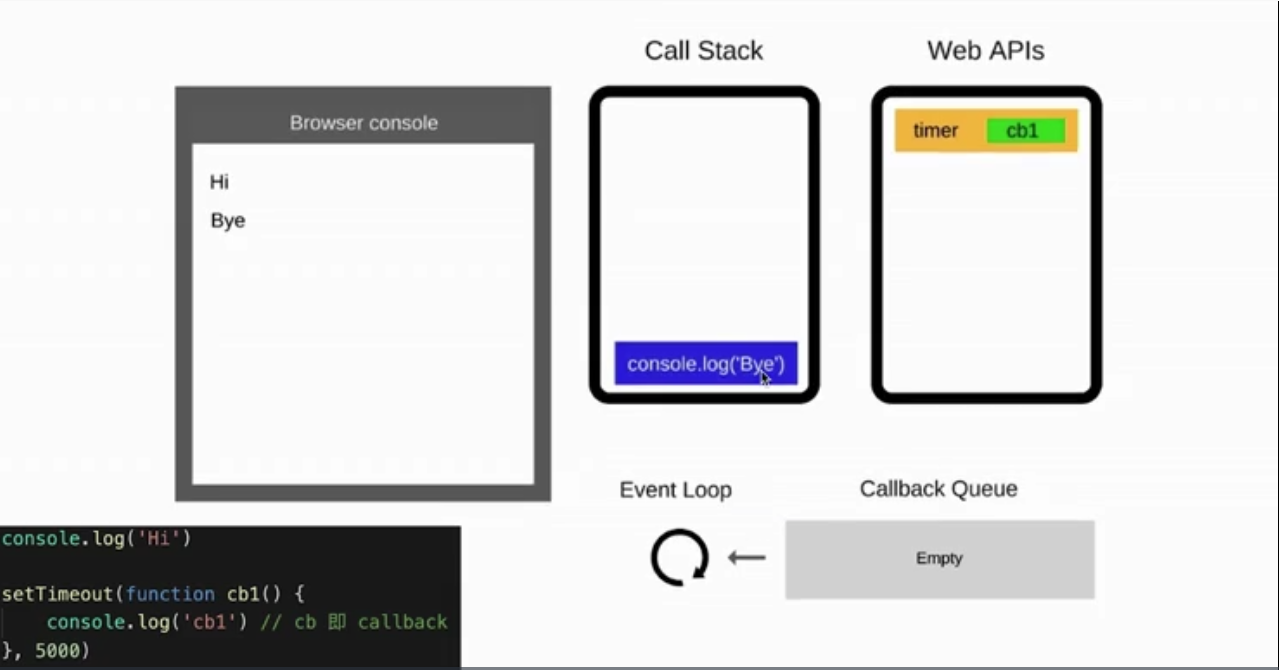 Call Stack
Web APIs
Browser console
Hi
Bye
timer cb1
console.log('Bye')
Event Loop
Callback Queue
Empty
console.log('Hi')
setTimeout(function cb1() {
console.log('cb1') // cb 即 callback
}, 5000)